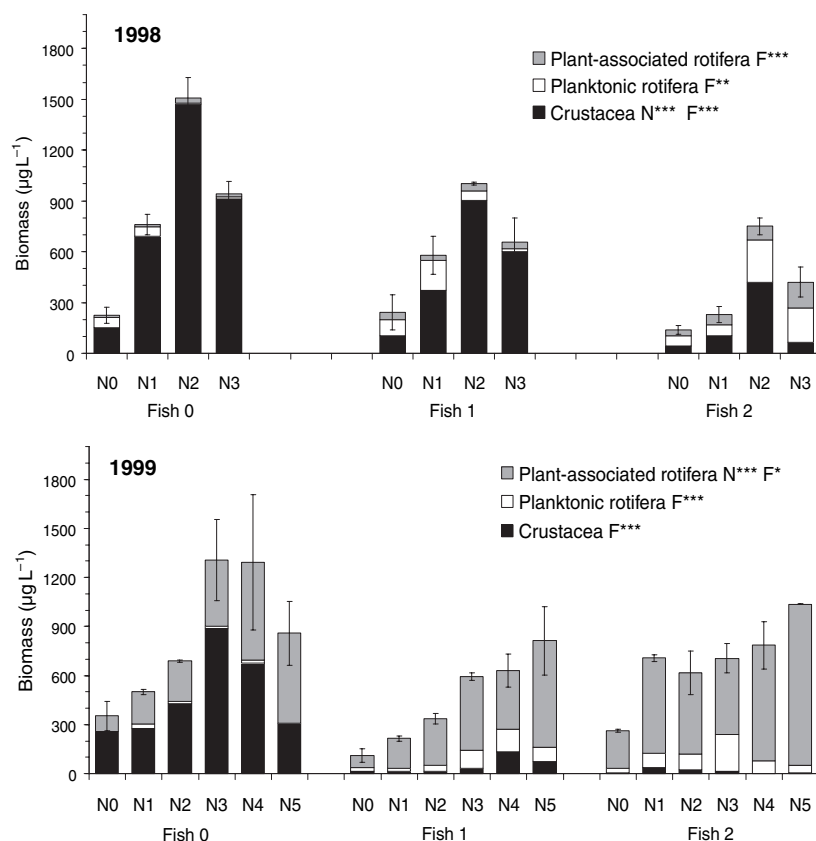 1998
Plant-associated rotifera F***
Planktonic rotifera F**
Crustacea N*** F***
Biomass (µg L−1)
1800
1500
1200
900
600
300
0
N0 N1 N2 N3 N0 N1 N2 N3 N0 N1 N2 N3
Fish 0 Fish 1 Fish 2
1999
Plant-associated rotifera N*** F*
Planktonic rotifera F***
Crustacea F***
Biomass (µg L−1)
1800
1500
1200
900
600
300
0
N0 N1 N2 N3 N4 N5 N0 N1 N2 N3 N4 N5 N0 N1 N2 N3 N4 N5
Fish 0 Fish 1 Fish 2